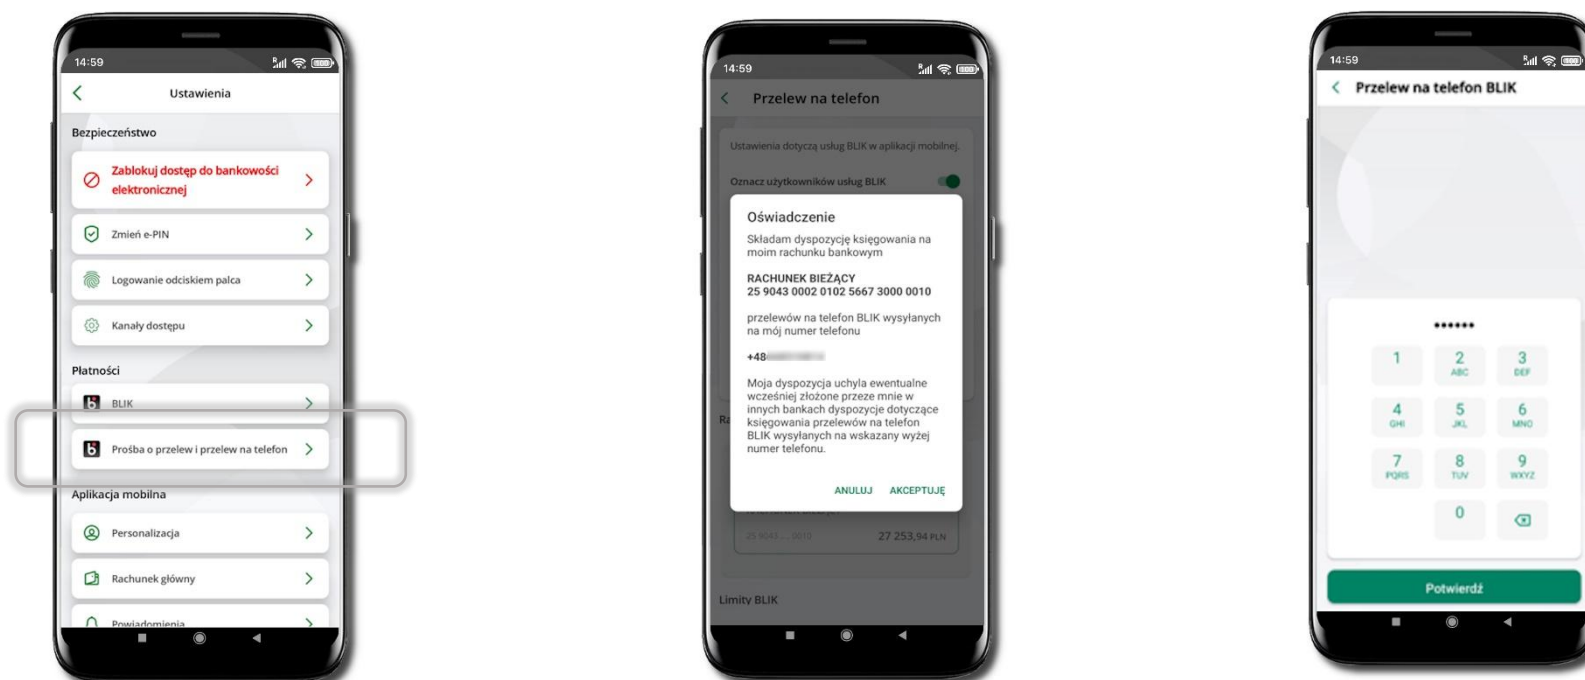 14:59
Ustawienia
Bezpieczeństwo
Zablokuj dostęp do bankowości
elektronicznej
Zmień e-PIN
Logowanie odciskiem palca
Kanały dostępu
Płatności
BLIK
Prośba o przelew i przelew na telefon
Aplikacja mobilna
Personalizacja
Rachunek główny
Powiadomienia
14:59
Przelew na telefon
Ustawienia dotyczą usług BLIK w aplikacji mobilnej.
Oznacz użytkowników usług BLIK
Oświadczenie
Składam dyspozycję księgowania na
moim rachunku bankowym
RACHUNEK BIEŻĄCY
25 9043 0002 0102 5667 3000 0010
przelewów na telefon BLIK wysyłanych
na mój numer telefonu
+48
Moja dyspozycja uchyla ewentualne
wcześniej złożone przeze mnie w
innych bankach dyspozycje dotyczące
księgowania przelewów na telefon
BLIK wysyłanych na wskazany wyżej
numer telefonu.
ANULUJ AKCEPTUJĘ
25 9043 ... 0010 27 253,94 PLN
Limity BLIK
14:59
Przelew na telefon BLIK
1 2 3
ABC DEF
4 5 6
GHI JKL MNO
7 8 9
PQRS TUV WXYZ
0
Potwierdź